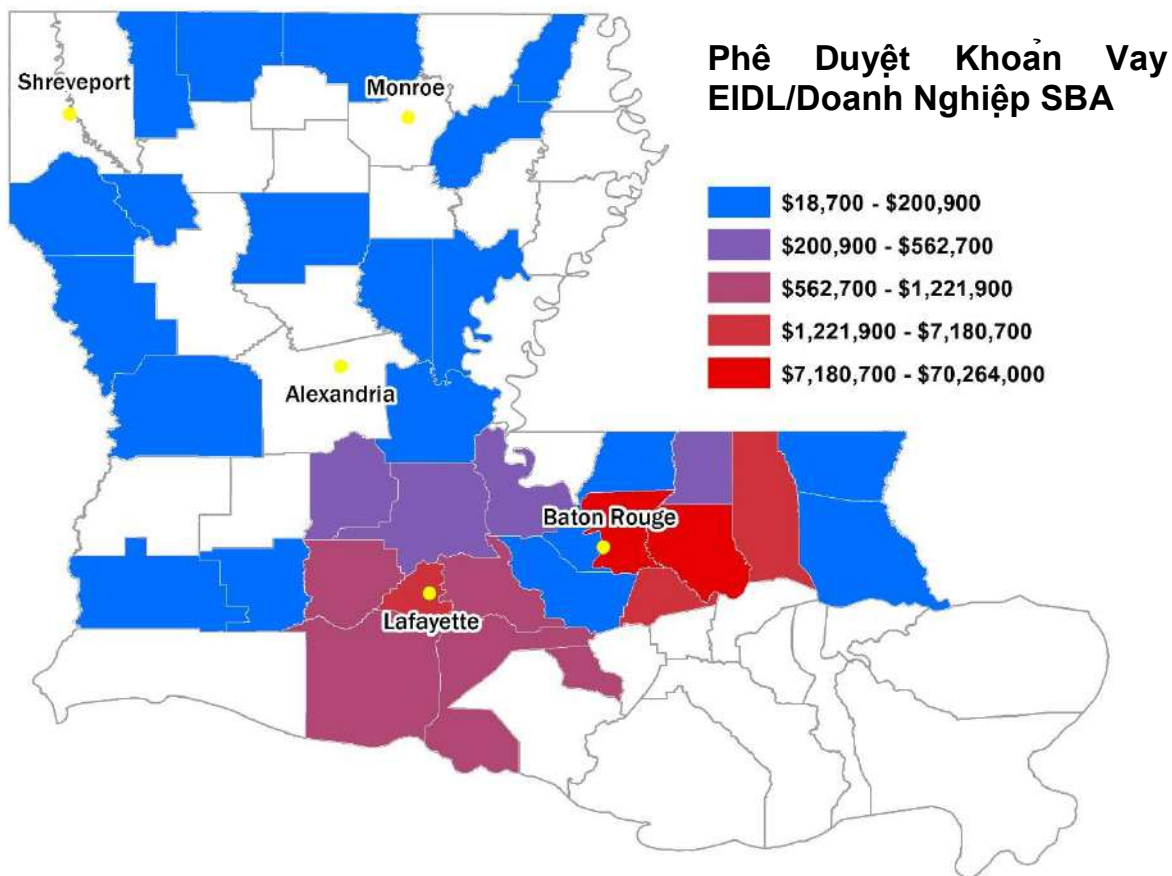 Phê Duyệt Khoản Vay
EIDL/Doanh Nghiệp SBA
Shreveport
Monroe
$18,700 - $200,900
$200,900 - $562,700
$562,700 - $1,221,900
$1,221,900 - $7,180,700
$7,180,700 - $70,264,000
Alexandria
Baton Rouge
Lafayette